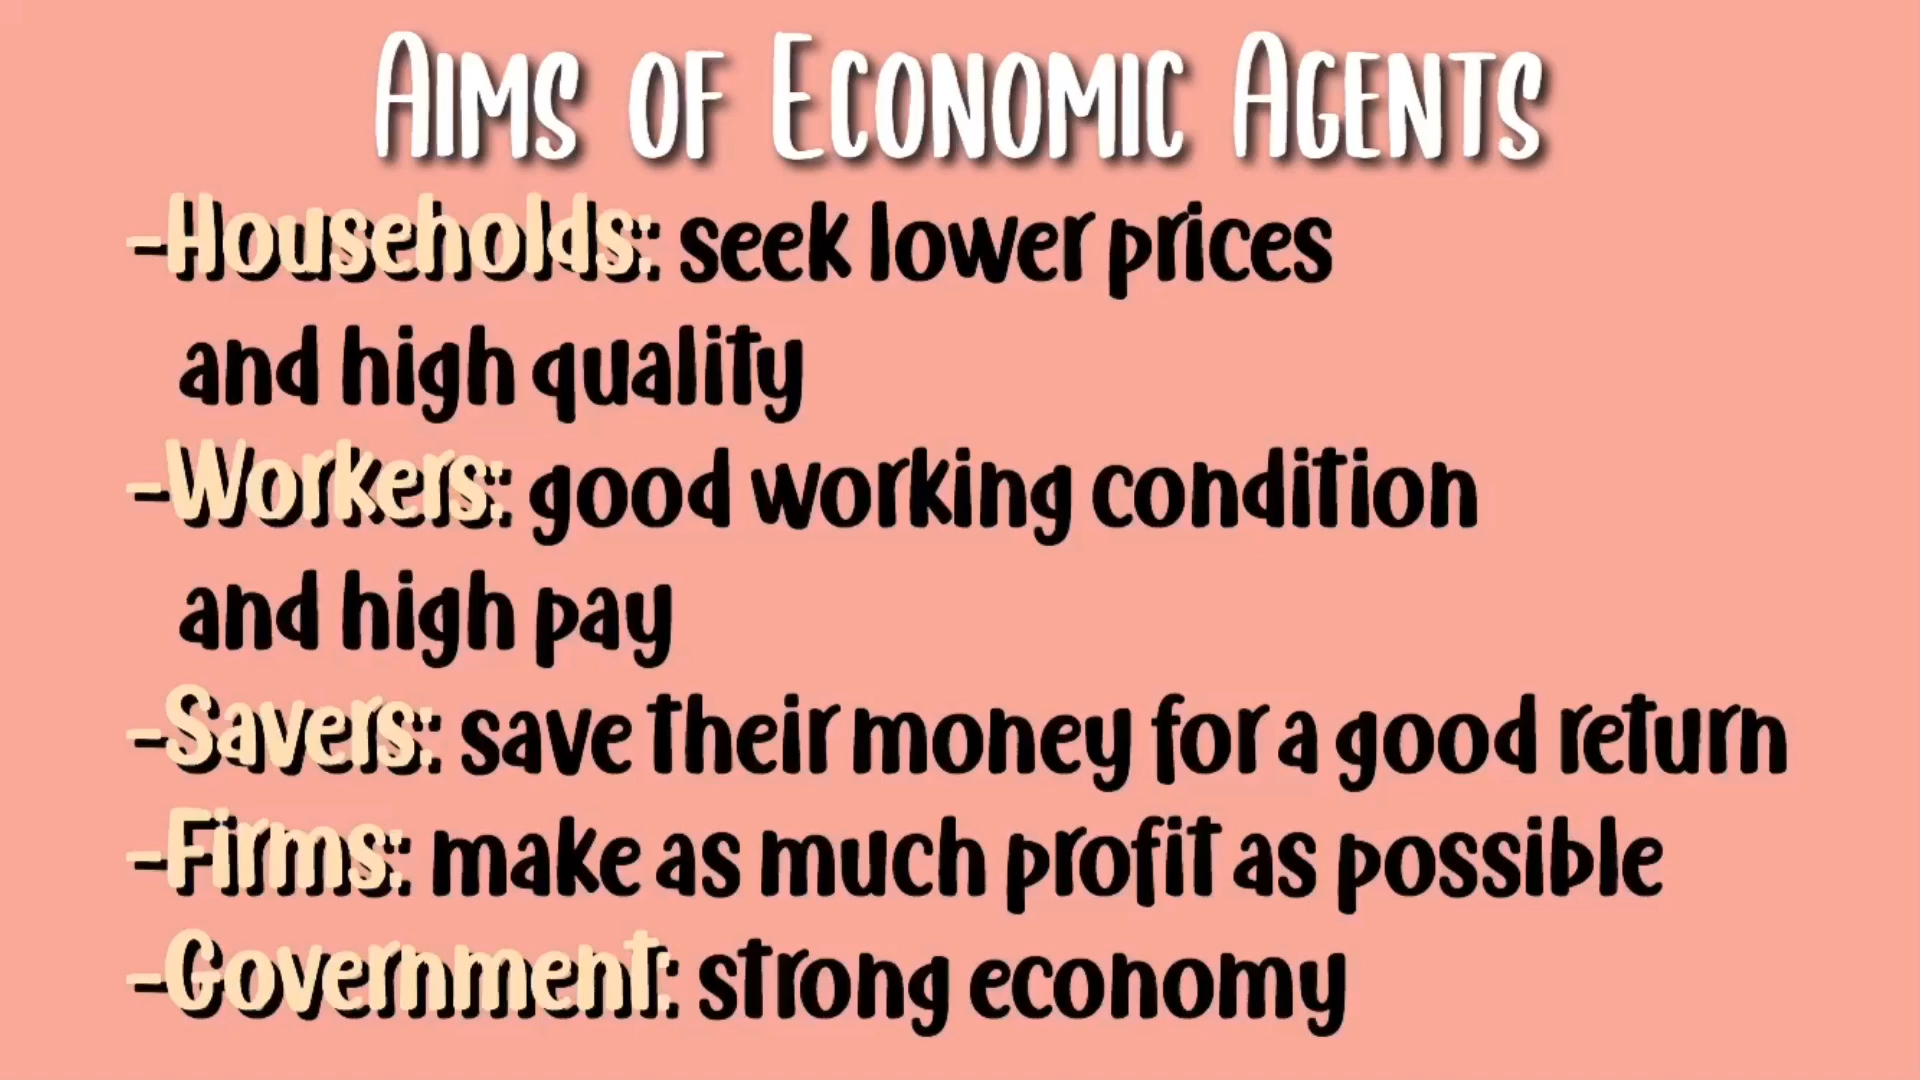 AIMS OF ECONOMIC AGENTS
-Households: seek lower prices
and high quality
-Workers: good working condition
and high pay
-Savers: save their money for a good return
-Firms: make as much profit as possible
-Government: strong economy